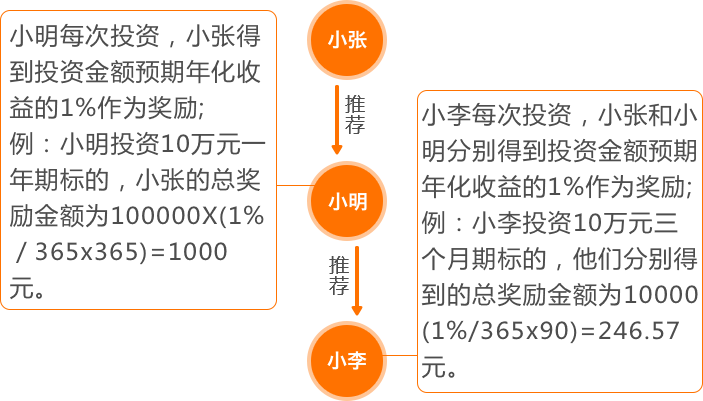 小明每次投资，小张得
到投资金额预期年化收
益的1%作为奖励;
例：小明投资10万元一
年期标的，小张的总奖
励金额为100000X(1%
/ 365x365)=1000
元。
小张
推荐
小明
推荐
小李
小李每次投资，小张和小
明分别得到投资金额预期
年化收益的1%作为奖励;
例：小李投资10万元三
个月期标的，他们分别得
到的总奖励金额为10000
(1%/365x90)=246.57
元。